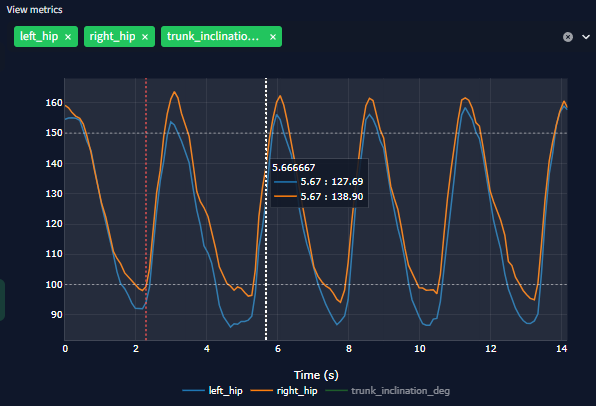 View metrics
left_hip × right_hip × trunk_inclinatio... ×
160
150
140
130
120
110
100
90
5.666667
5.67 : 127.69
5.67 : 138.90
0 2 4 6 8 10 12 14
Time (s)
left_hip right_hip trunk_inclination_deg